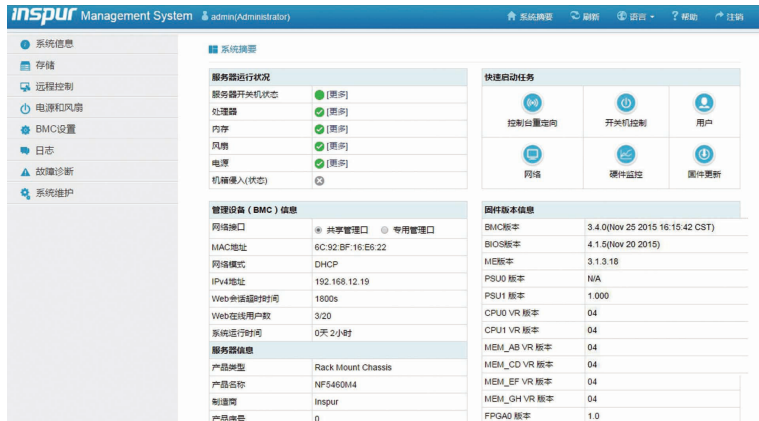 inspur Management System admin(Administrator) 系统摘要 刷新 语言 帮助 注销
系统信息
存储
远程控制
电源和风扇
BMC设置
日志
故障诊断
系统维护
系统摘要
服务器运行状况
服务器开关机状态 [更多]
处理器 [更多]
内存 [更多]
风扇 [更多]
电源 [更多]
机箱侵入(状态)
快速启动任务
控制台重定向 开关机控制 用户
网络 硬件监控 固件更新
管理设备（BMC）信息
网络接口 共享管理口 专用管理口
MAC地址 6C:92:BF:16:E6:22
网络模式 DHCP
IPv4地址 192.168.12.19
Web会话超时时间 1800s
Web在线用户数 3/20
系统运行时间 0天 2小时
服务器信息
产品类型 Rack Mount Chassis
产品名称 NF5460M4
制造商 Inspur
产品序号 0
固件版本信息
BMC版本 3.4.0(Nov 25 2015 16:15:42 CST)
BIOS版本 4.1.5(Nov 20 2015)
ME版本 3.1.3.18
PSU0 版本 N/A
PSU1 版本 1.000
CPU0 VR 版本 04
CPU1 VR 版本 04
MEM_AB VR 版本 04
MEM_CD VR 版本 04
MEM_EF VR 版本 04
MEM_GH VR 版本 04
FPGA0 版本 1.0